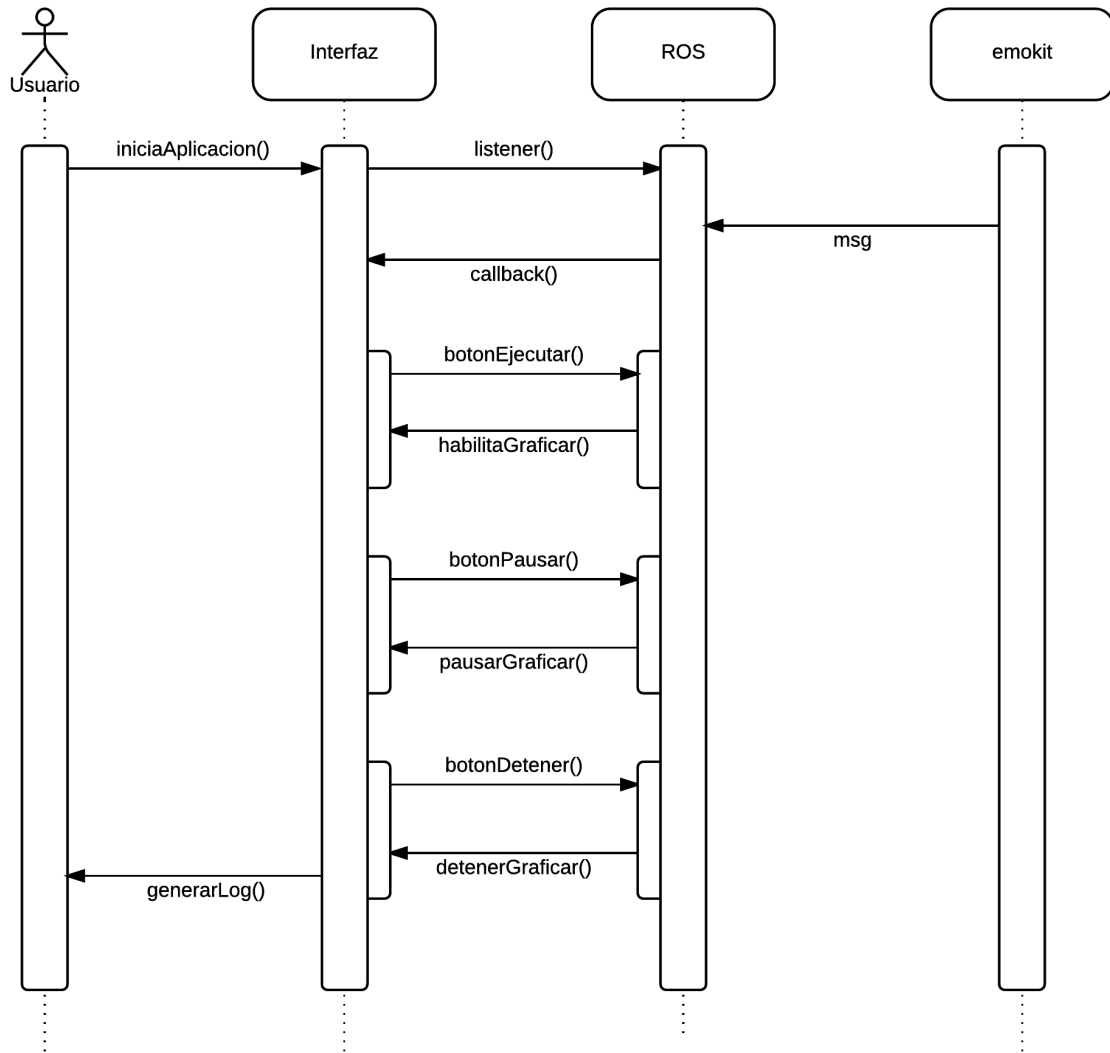 Usuario
Interfaz
ROS
emokit
iniciaAplicacion()
listener()
msg
callback()
botonEjecutar()
habilitaGraficar()
botonPausar()
pausarGraficar()
botonDetener()
detenerGraficar()
generarLog()